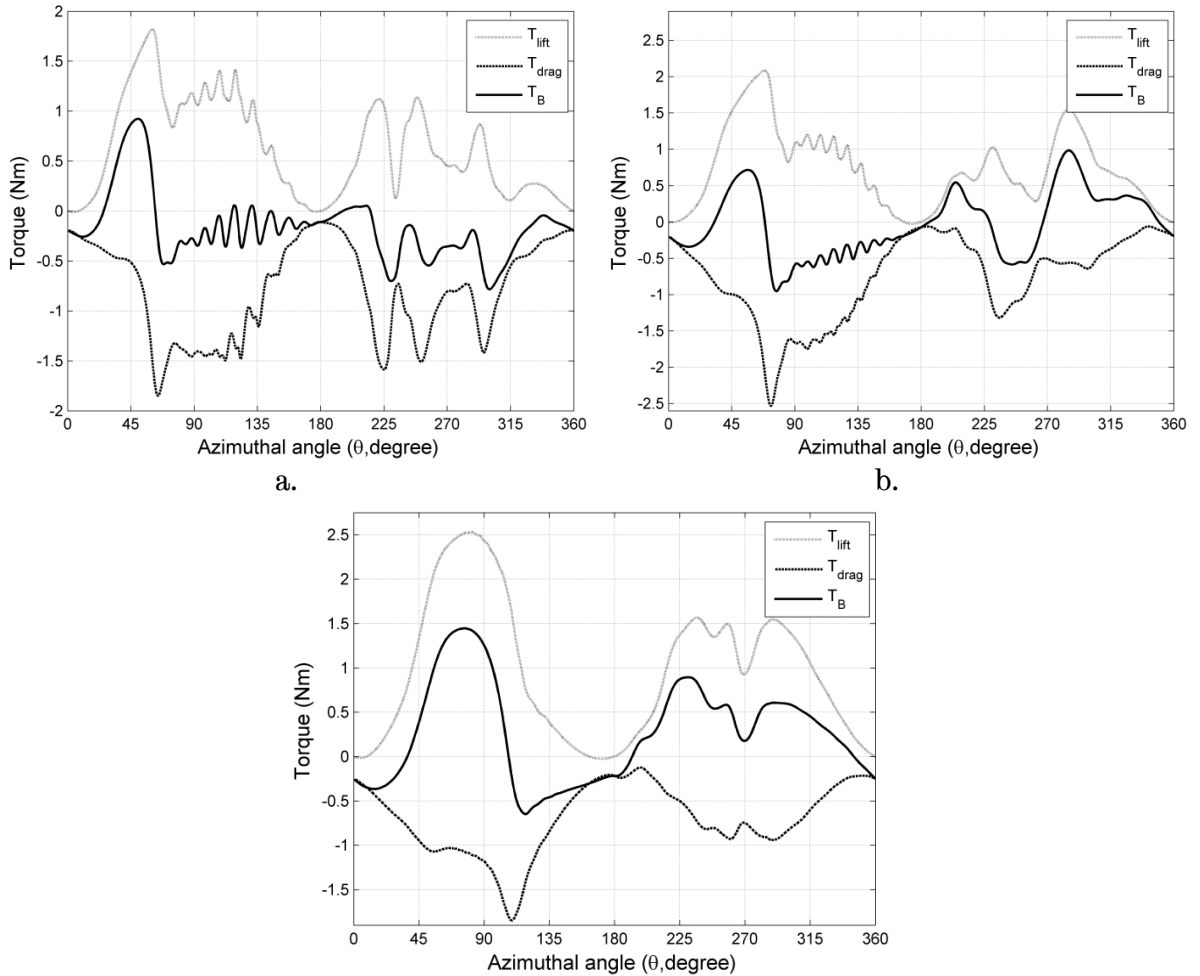 2
1.5
1
0.5
0
-0.5
-1
-1.5
-2
Torque (Nm)
T_lift
T_drag
T_B
0 45 90 135 180 225 270 315 360
Azimuthal angle (θ,degree)
a.
2.5
2
1.5
1
0.5
0
-0.5
-1
-1.5
-2
-2.5
Torque (Nm)
T_lift
T_drag
T_B
0 45 90 135 180 225 270 315 360
Azimuthal angle (θ,degree)
b.
2.5
2
1.5
1
0.5
0
-0.5
-1
-1.5
Torque (Nm)
T_lift
T_drag
T_B
0 45 90 135 180 225 270 315 360
Azimuthal angle (θ,degree)